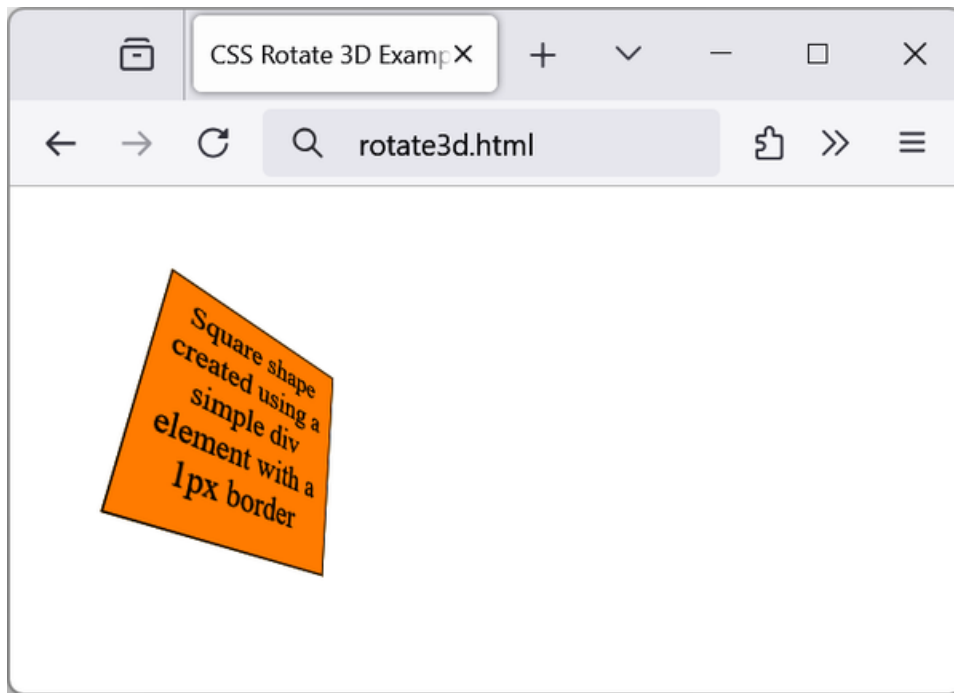 CSS Rotate 3D Examp
rotate3d.html
Square shape
created using a
simple div
element with a
1px border